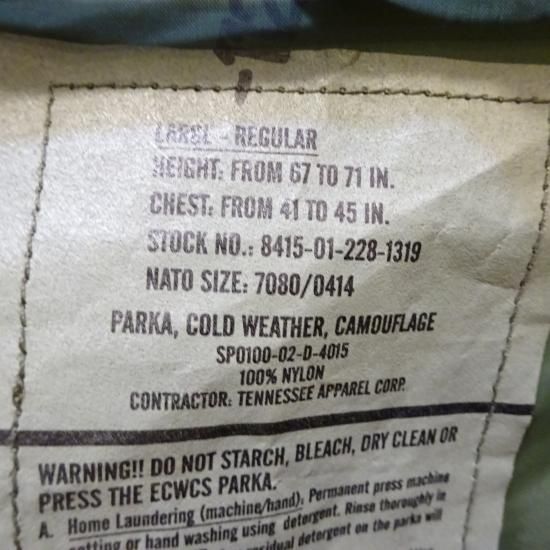 LARGE - REGULAR
HEIGHT: FROM 67 TO 71 IN.
CHEST: FROM 41 TO 45 IN.
STOCK NO.: 8415-01-228-1319
NATO SIZE: 7080/0414
PARKA, COLD WEATHER, CAMOUFLAGE
SP0100-02-D-4015
100% NYLON
CONTRACTOR: TENNESSEE APPAREL CORP.
WARNING!! DO NOT STARCH, BLEACH, DRY CLEAN OR
PRESS THE ECWCS PARKA.
A. Home Laundering (machine/hand): Permanent press machine
setting or hand washing using detergent. Rinse thoroughly in
residual detergent on the parka will